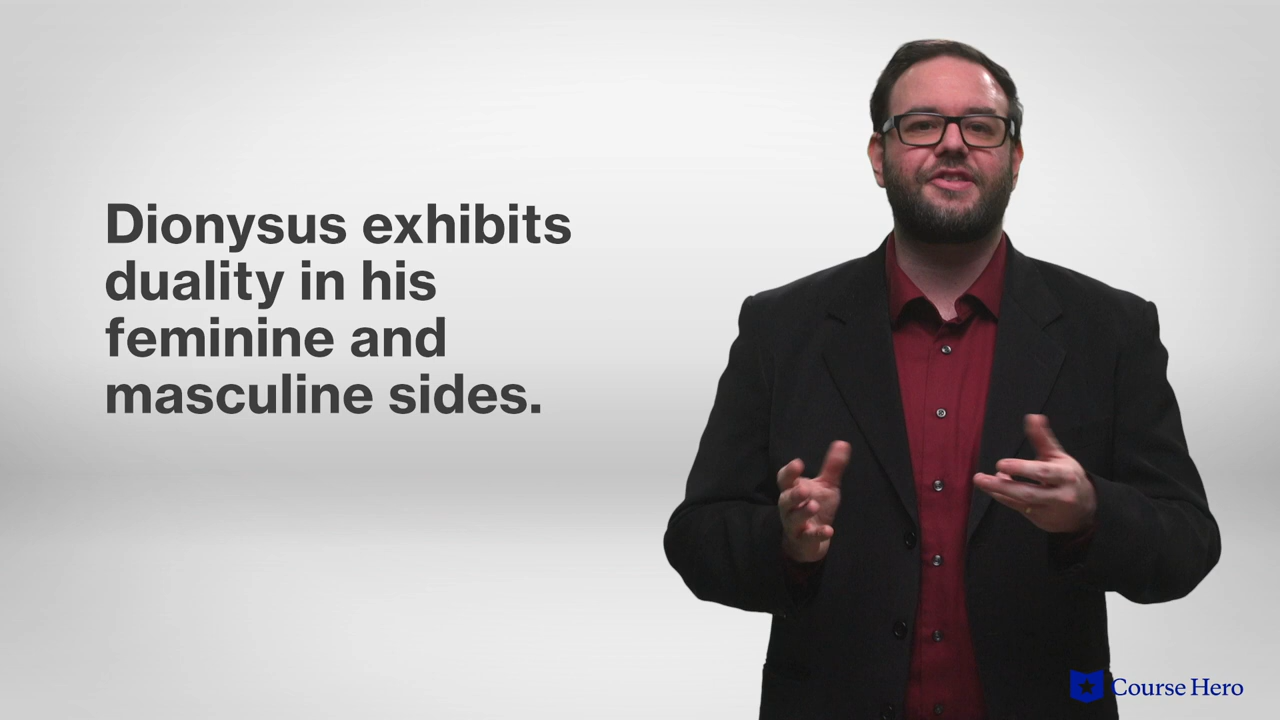 Dionysus exhibits
duality in his
feminine and
masculine sides.
Course Hero